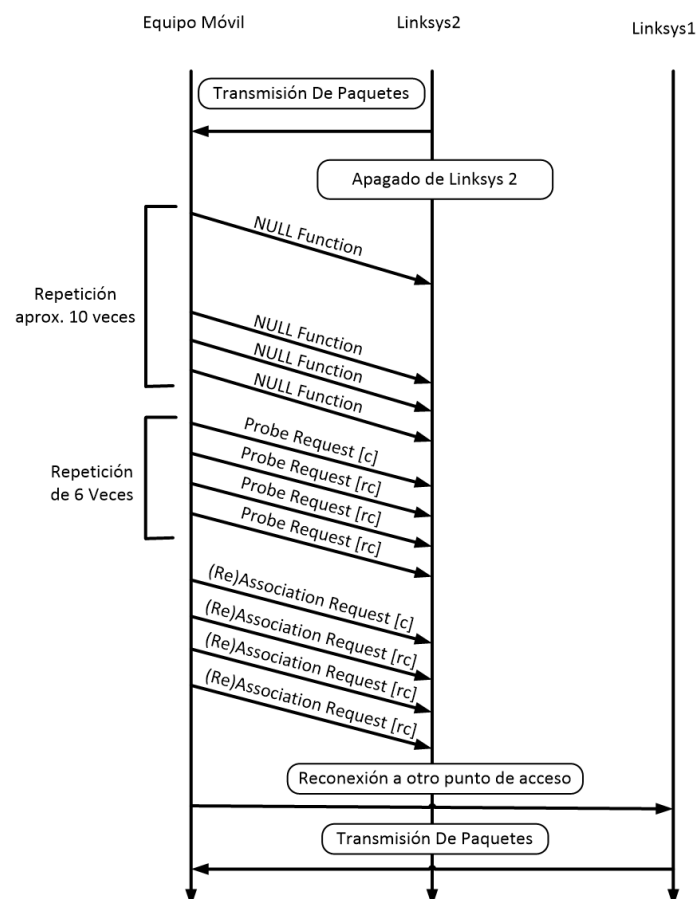 Equipo Móvil
Linksys2
Linksys1
Transmisión De Paquetes
Apagado de Linksys 2
NULL Function
Repetición
aprox. 10 veces
NULL Function
NULL Function
NULL Function
Probe Request [c]
Repetición
de 6 Veces
Probe Request [rc]
Probe Request [rc]
Probe Request [rc]
(Re)Association Request [c]
(Re)Association Request [rc]
(Re)Association Request [rc]
(Re)Association Request [rc]
Reconexión a otro punto de acceso
Transmisión De Paquetes